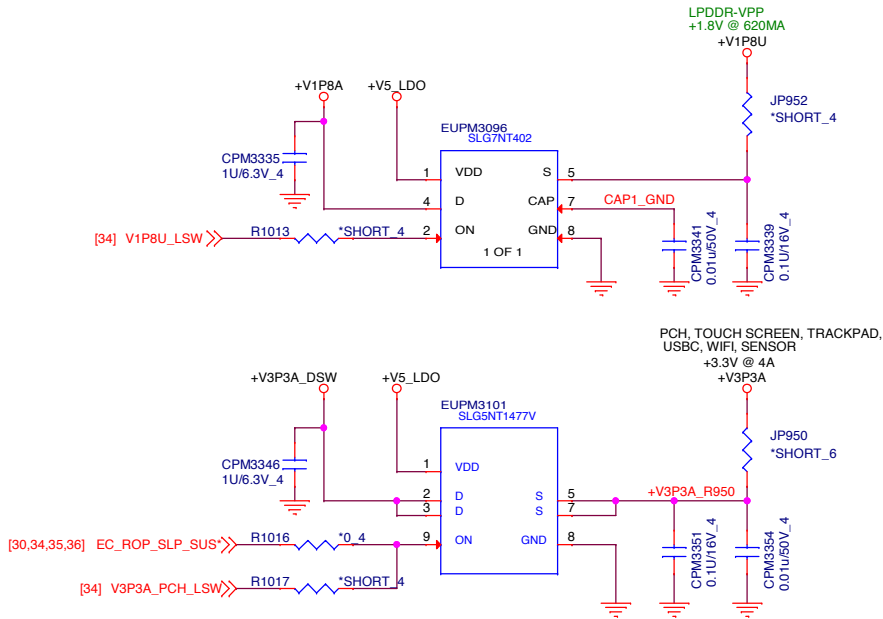 LPDDR-VPP
+1.8V @ 620MA
+V1P8U
+V1P8A
+V5_LDO
JP952
*SHORT_4
EUPM3096
SLG7NT402
CPM3335
1U/6.3V_4
1
VDD
S
5
4
D
CAP
7
CAP1_GND
[34] V1P8U_LSW
R1013
*SHORT_4
2
ON
GND
8
1 OF 1
CPM3341
0.01u/50V_4
CPM3339
0.1U/16V_4
PCH, TOUCH SCREEN, TRACKPAD,
USBC, WIFI, SENSOR
+3.3V @ 4A
+V3P3A
+V3P3A_DSW
+V5_LDO
EUPM3101
SLG5NT1477V
JP950
*SHORT_6
CPM3346
1U/6.3V_4
1
VDD
2
D
S
5
+V3P3A_R950
3
D
S
7
[30,34,35,36] EC_ROP_SLP_SUS*
R1016
*0_4
9
ON
GND
8
[34] V3P3A_PCH_LSW
R1017
*SHORT_4
CPM3351
0.1U/16V_4
CPM3354
0.01u/50V_4